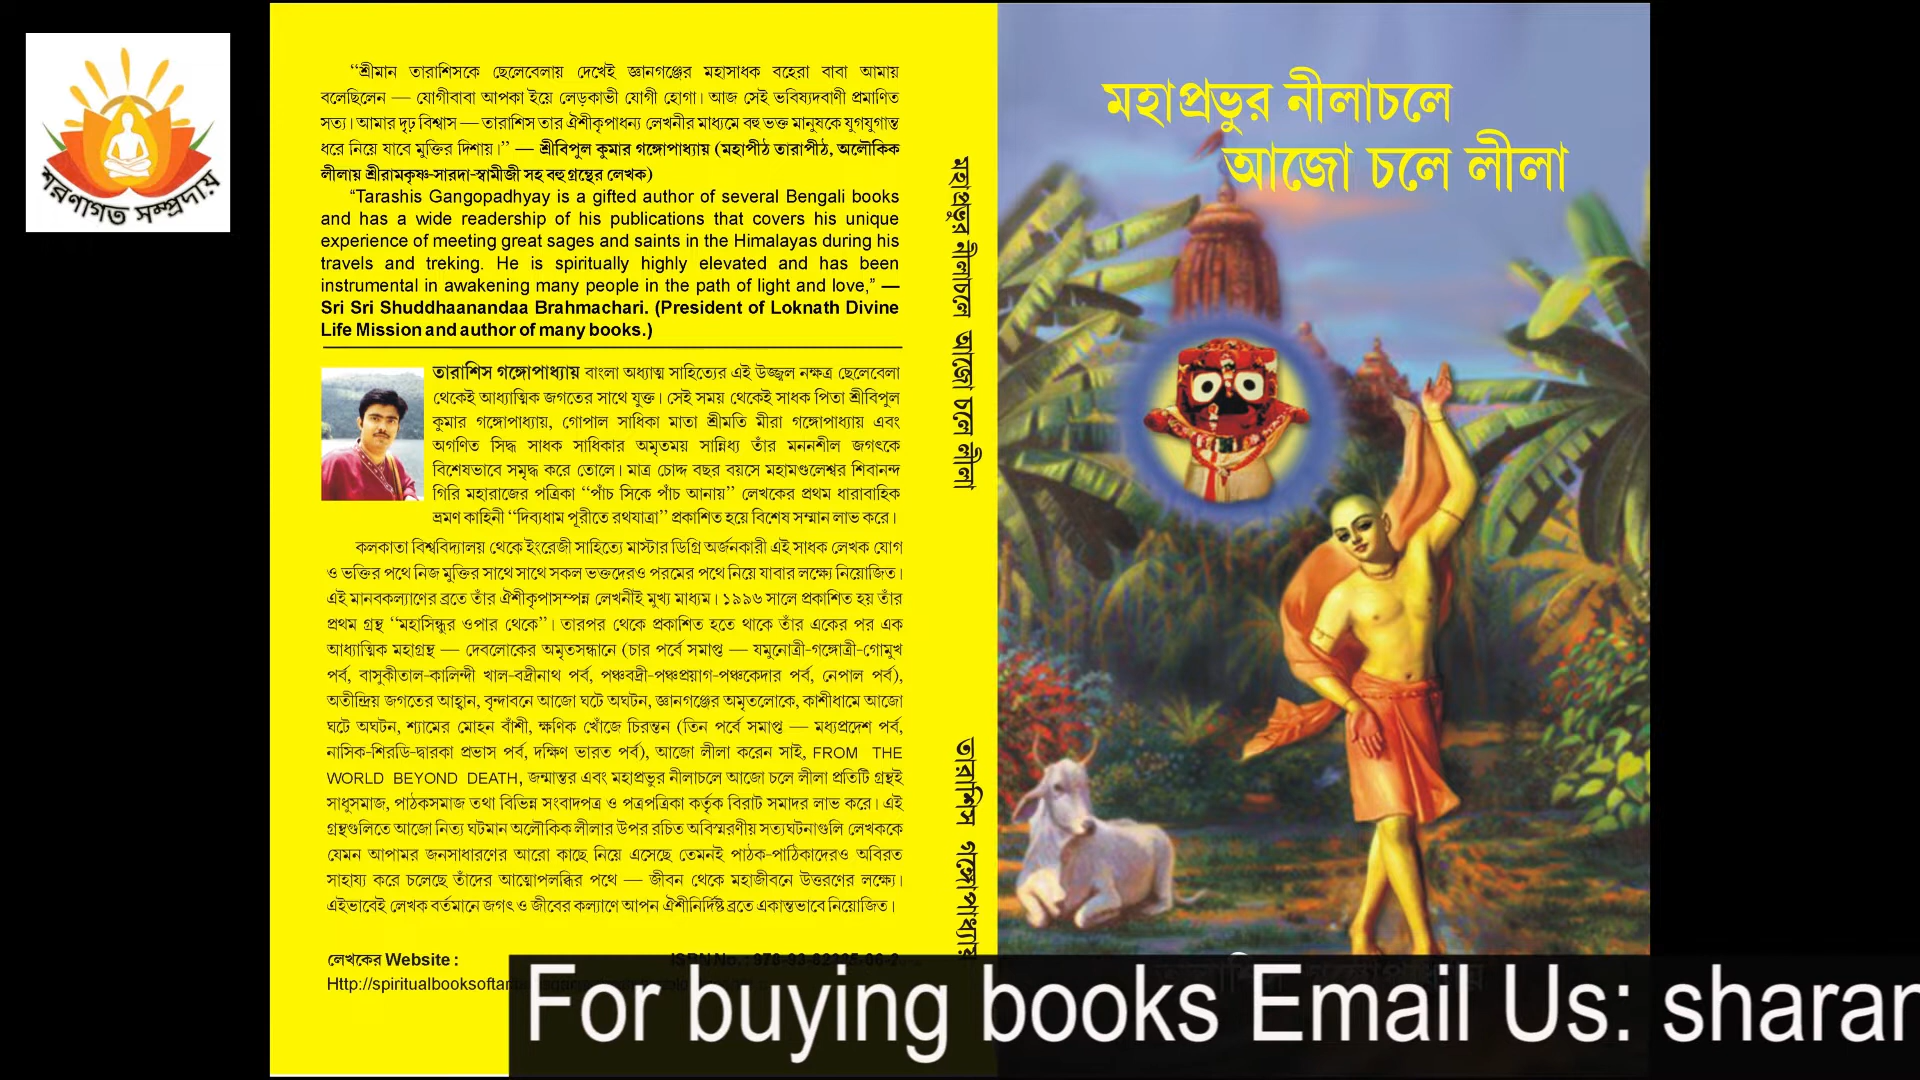 শরণাগত সম্প্রদায়
“শ্রীমান তারাশিসকে ছেলেবেলায় দেখেই জ্ঞানগঞ্জের মহাসাধক বহেরা বাবা আমায়
বলেছিলেন — যোগীবাবা আপকা ইয়ে লেড়কাভী যোগী হোগা। আজ সেই ভবিষ্যদবাণী প্রমাণিত
সত্য। আমার দৃঢ় বিশ্বাস — তারাশিস তার ঐশীকৃপাধন্য লেখনীর মাধ্যমে বহু ভক্ত মানুষকে যুগযুগান্ত
ধরে নিয়ে যাবে মুক্তির দিশায়।” — শ্রীবিপুল কুমার গঙ্গোপাধ্যায় (মহাপীঠ তারাপীঠ, অলৌকিক
লীলায় শ্রীরামকৃষ্ণ-সারদা-স্বামীজী সহ বহু গ্রন্থের লেখক)
“Tarashis Gangopadhyay is a gifted author of several Bengali books
and has a wide readership of his publications that covers his unique
experience of meeting great sages and saints in the Himalayas during his
travels and treking. He is spiritually highly elevated and has been
instrumental in awakening many people in the path of light and love,” —
Sri Sri Shuddhaanandaa Brahmachari. (President of Loknath Divine
Life Mission and author of many books.)
তারাশিস গঙ্গোপাধ্যায় বাংলা অধ্যাত্ম সাহিত্যের এই উজ্জ্বল নক্ষত্র ছেলেবেলা
থেকেই আধ্যাত্মিক জগতের সাথে যুক্ত। সেই সময় থেকেই সাধক পিতা শ্রীবিপুল
কুমার গঙ্গোপাধ্যায়, গোপাল সাধিকা মাতা শ্রীমতি মীরা গঙ্গোপাধ্যায় এবং
অগণিত সিদ্ধ সাধক সাধিকার অমৃতময় সান্নিধ্য তাঁর মননশীল জগৎকে
বিশেষভাবে সমৃদ্ধ করে তোলে। মাত্র চোদ্দ বছর বয়সে মহামণ্ডলেশ্বর শিবানন্দ
গিরি মহারাজের পত্রিকা “পাঁচ সিকে পাঁচ আনায়” লেখকের প্রথম ধারাবাহিক
ভ্রমণ কাহিনী “দিব্যধাম পূরীতে রথযাত্রা” প্রকাশিত হয়ে বিশেষ সম্মান লাভ করে।
কলকাতা বিশ্ববিদ্যালয় থেকে ইংরেজী সাহিত্যে মাস্টার ডিগ্রি অর্জনকারী এই সাধক লেখক যোগ
ও ভক্তির পথে নিজ মুক্তির সাথে সাথে সকল ভক্তদেরও পরমের পথে নিয়ে যাবার লক্ষ্যে নিয়োজিত।
এই মানবকল্যাণের ব্রতে তাঁর ঐশীকৃপাসম্পন্ন লেখনীই মুখ্য মাধ্যম। ১৯৯৬ সালে প্রকাশিত হয় তাঁর
প্রথম গ্রন্থ “মহাসিন্ধুর ওপার থেকে”। তারপর থেকে প্রকাশিত হতে থাকে তাঁর একের পর এক
আধ্যাত্মিক মহাগ্রন্থ — দেবলোকের অমৃতসন্ধানে (চার পর্বে সমাপ্ত — যমুনোত্রী-গঙ্গোত্রী-গোমুখ
পর্ব, বাসুকীতাল-কালিন্দী খাল-বদ্রীনাথ পর্ব, পঞ্চবদ্রী-পঞ্চপ্রয়াগ-পঞ্চকেদার পর্ব, নেপাল পর্ব),
অতীন্দ্রিয় জগতের আহ্বান, বৃন্দাবনে আজো ঘটে অঘটন, জ্ঞানগঞ্জের অমৃতলোকে, কাশীধামে আজো
ঘটে অঘটন, শ্যামের মোহন বাঁশী, ক্ষণিক খোঁজে চিরন্তন (তিন পর্বে সমাপ্ত — মধ্যপ্রদেশ পর্ব,
নাসিক-শিরডি-দ্বারকা প্রভাস পর্ব, দক্ষিণ ভারত পর্ব), আজো লীলা করেন সাই, FROM THE
WORLD BEYOND DEATH, জন্মান্তর এবং মহাপ্রভুর নীলাচলে আজো চলে লীলা প্রতিটি গ্রন্থই
সাধুসমাজ, পাঠকসমাজ তথা বিভিন্ন সংবাদপত্র ও পত্রপত্রিকা কর্তৃক বিরাট সমাদর লাভ করে। এই
গ্রন্থগুলিতে আজো নিত্য ঘটমান অলৌকিক লীলার উপর রচিত অবিস্মরণীয় সত্যঘটনাগুলি লেখককে
যেমন আপামর জনসাধারণের আরো কাছে নিয়ে এসেছে তেমনই পাঠক-পাঠিকাদেরও অবিরত
সাহায্য করে চলেছে তাঁদের আত্মোপলব্ধির পথে — জীবন থেকে মহাজীবনে উত্তরণের লক্ষ্যে।
এইভাবেই লেখক বর্তমানে জগৎ ও জীবের কল্যাণে আপন ঐশীনির্দিষ্ট ব্রতে একান্তভাবে নিয়োজিত।
লেখকের Website :
Http://spiritualbooksofta
মহাপ্রভুর নীলাচলে আজো চলে লীলা
তারাশিস গঙ্গোপাধ্যায়
মহাপ্রভুর নীলাচলে
আজো চলে লীলা
For buying books Email Us: sharan